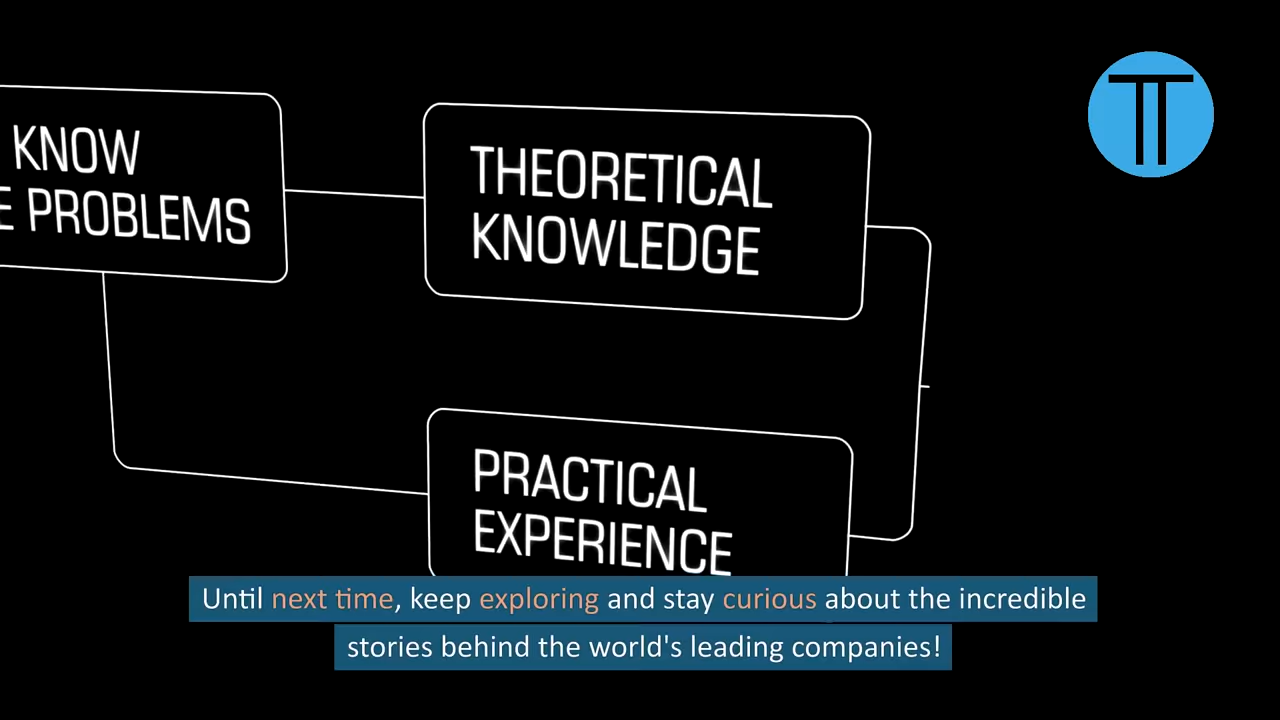 KNOW
E PROBLEMS
THEORETICAL
KNOWLEDGE
PRACTICAL
EXPERIENCE
Until next time, keep exploring and stay curious about the incredible
stories behind the world's leading companies!